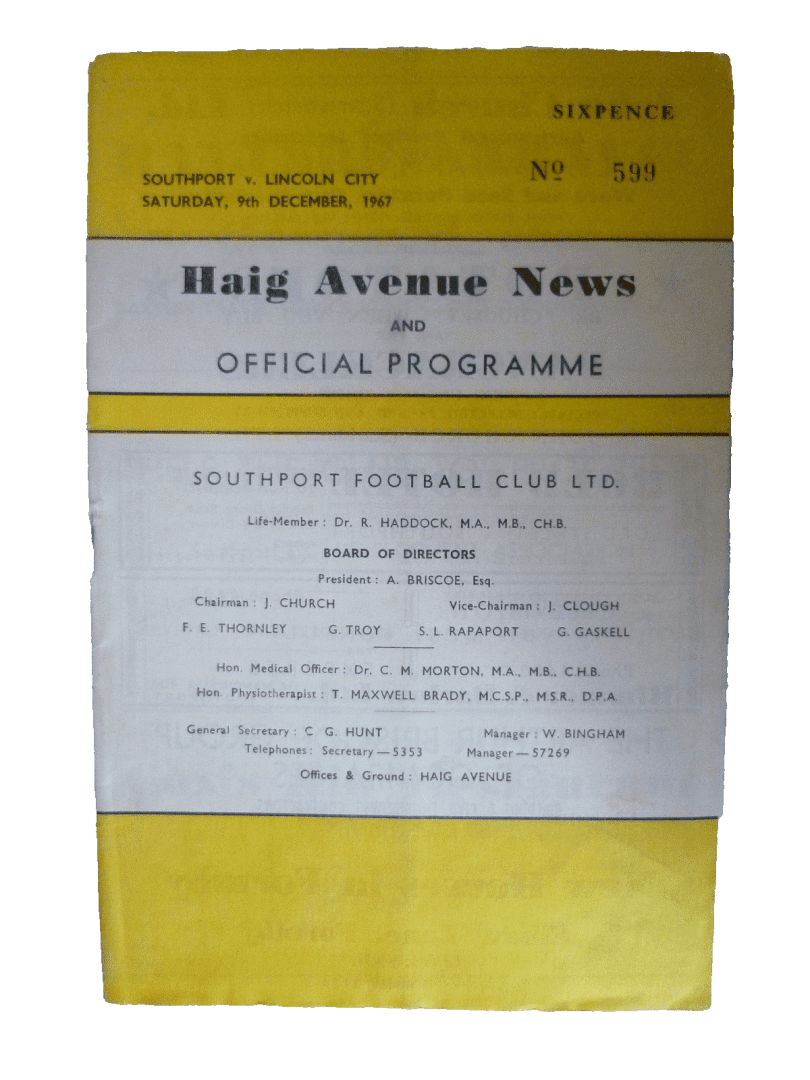 SIXPENCE
Nº 599
SOUTHPORT v. LINCOLN CITY
SATURDAY, 9th DECEMBER, 1967
Haig Avenue News
AND
OFFICIAL PROGRAMME
SOUTHPORT FOOTBALL CLUB LTD.
Life-Member : Dr. R. HADDOCK, M.A., M.B., CH.B.
BOARD OF DIRECTORS
President : A. BRISCOE, Esq.
Chairman : J. CHURCH Vice-Chairman : J. CLOUGH
F. E. THORNLEY G. TROY S. L. RAPAPORT G. GASKELL
Hon. Medical Officer : Dr. C. M. MORTON, M.A., M.B., C.H.B.
Hon. Physiotherapist : T. MAXWELL BRADY, M.C.S.P., M.S.R., D.P.A.
General Secretary : C. G. HUNT Manager : W. BINGHAM
Telephones : Secretary — 5353 Manager — 57269
Offices & Ground : HAIG AVENUE